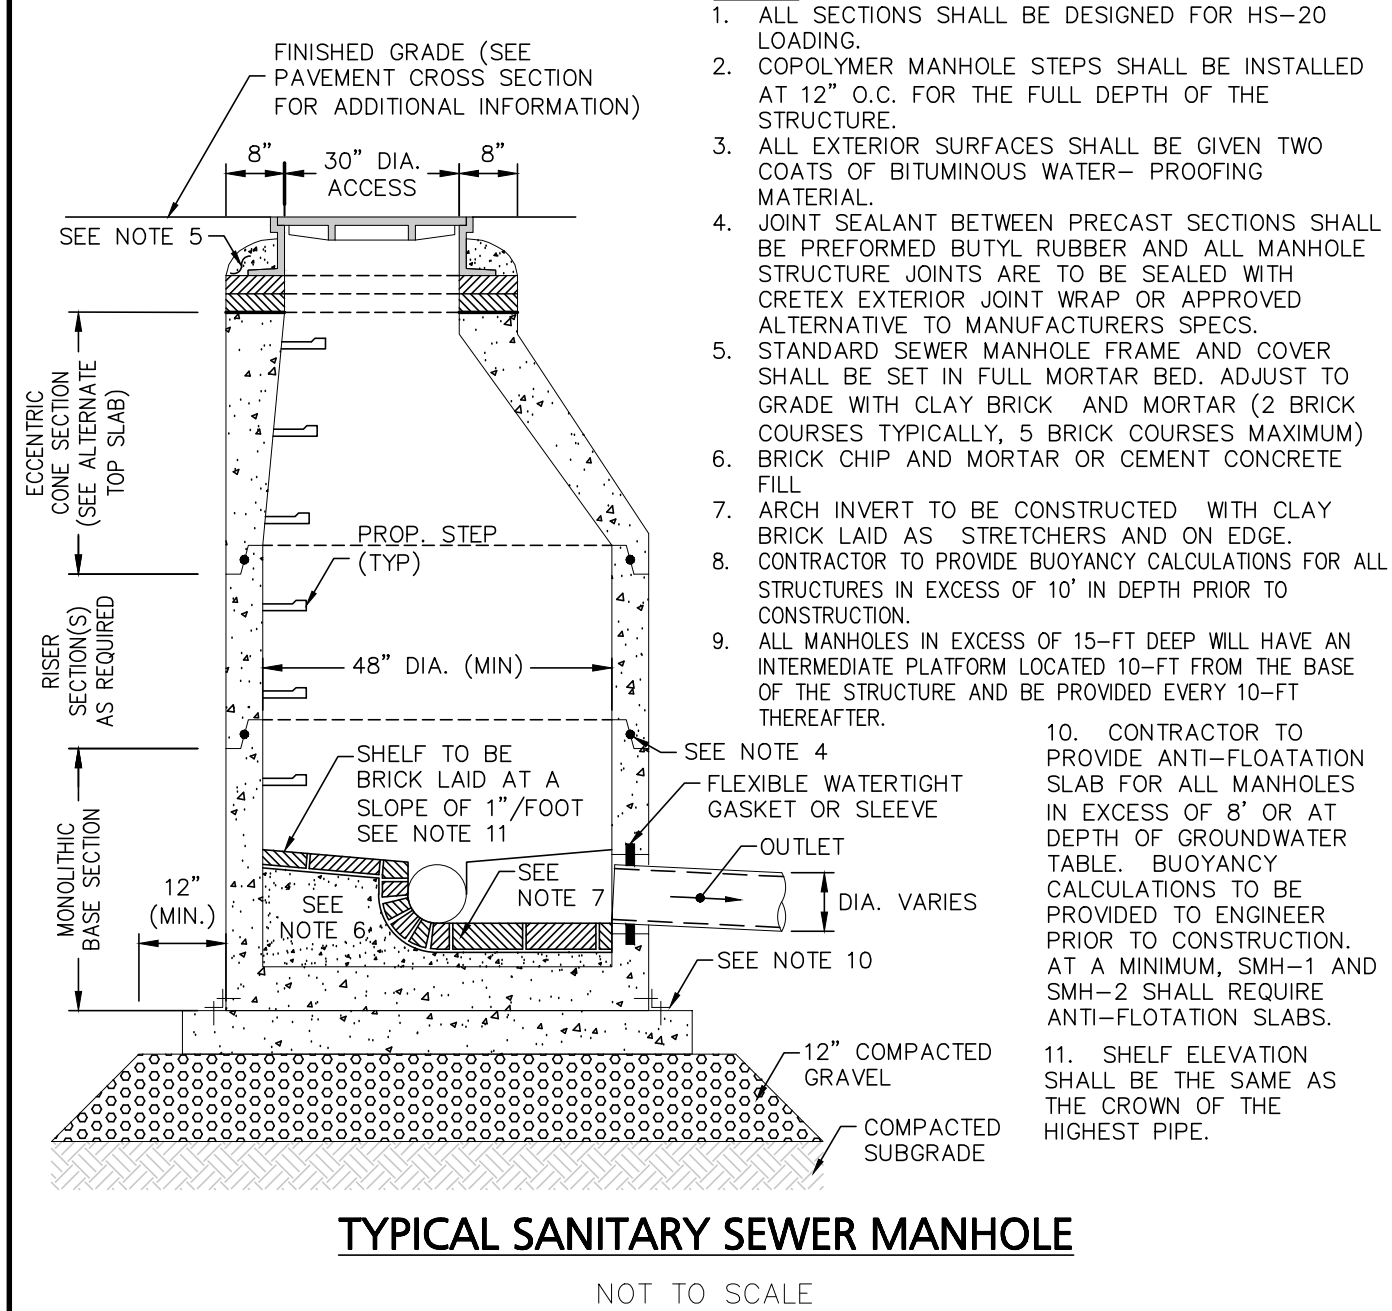 FINISHED GRADE (SEE
PAVEMENT CROSS SECTION
FOR ADDITIONAL INFORMATION)
8”
30” DIA.
ACCESS
8”
SEE NOTE 5
ECCENTRIC
CONE SECTION
(SEE ALTERNATE
TOP SLAB)
PROP. STEP
(TYP)
RISER
SECTION(S)
AS REQUIRED
48” DIA. (MIN)
SEE NOTE 4
SHELF TO BE
BRICK LAID AT A
SLOPE OF 1”/FOOT
SEE NOTE 11
FLEXIBLE WATERTIGHT
GASKET OR SLEEVE
MONOLITHIC
BASE SECTION
12”
(MIN.)
SEE
NOTE 6
SEE
NOTE 7
OUTLET
DIA. VARIES
SEE NOTE 10
12” COMPACTED
GRAVEL
COMPACTED
SUBGRADE
1. ALL SECTIONS SHALL BE DESIGNED FOR HS–20
LOADING.
2. COPOLYMER MANHOLE STEPS SHALL BE INSTALLED
AT 12” O.C. FOR THE FULL DEPTH OF THE
STRUCTURE.
3. ALL EXTERIOR SURFACES SHALL BE GIVEN TWO
COATS OF BITUMINOUS WATER– PROOFING
MATERIAL.
4. JOINT SEALANT BETWEEN PRECAST SECTIONS SHALL
BE PREFORMED BUTYL RUBBER AND ALL MANHOLE
STRUCTURE JOINTS ARE TO BE SEALED WITH
CRETEX EXTERIOR JOINT WRAP OR APPROVED
ALTERNATIVE TO MANUFACTURERS SPECS.
5. STANDARD SEWER MANHOLE FRAME AND COVER
SHALL BE SET IN FULL MORTAR BED. ADJUST TO
GRADE WITH CLAY BRICK AND MORTAR (2 BRICK
COURSES TYPICALLY, 5 BRICK COURSES MAXIMUM)
6. BRICK CHIP AND MORTAR OR CEMENT CONCRETE
FILL
7. ARCH INVERT TO BE CONSTRUCTED WITH CLAY
BRICK LAID AS STRETCHERS AND ON EDGE.
8. CONTRACTOR TO PROVIDE BUOYANCY CALCULATIONS FOR ALL
STRUCTURES IN EXCESS OF 10’ IN DEPTH PRIOR TO
CONSTRUCTION.
9. ALL MANHOLES IN EXCESS OF 15–FT DEEP WILL HAVE AN
INTERMEDIATE PLATFORM LOCATED 10–FT FROM THE BASE
OF THE STRUCTURE AND BE PROVIDED EVERY 10–FT
THEREAFTER.
10. CONTRACTOR TO
PROVIDE ANTI–FLOATATION
SLAB FOR ALL MANHOLES
IN EXCESS OF 8’ OR AT
DEPTH OF GROUNDWATER
TABLE. BUOYANCY
CALCULATIONS TO BE
PROVIDED TO ENGINEER
PRIOR TO CONSTRUCTION.
AT A MINIMUM, SMH–1 AND
SMH–2 SHALL REQUIRE
ANTI–FLOTATION SLABS.
11. SHELF ELEVATION
SHALL BE THE SAME AS
THE CROWN OF THE
HIGHEST PIPE.
TYPICAL SANITARY SEWER MANHOLE
NOT TO SCALE